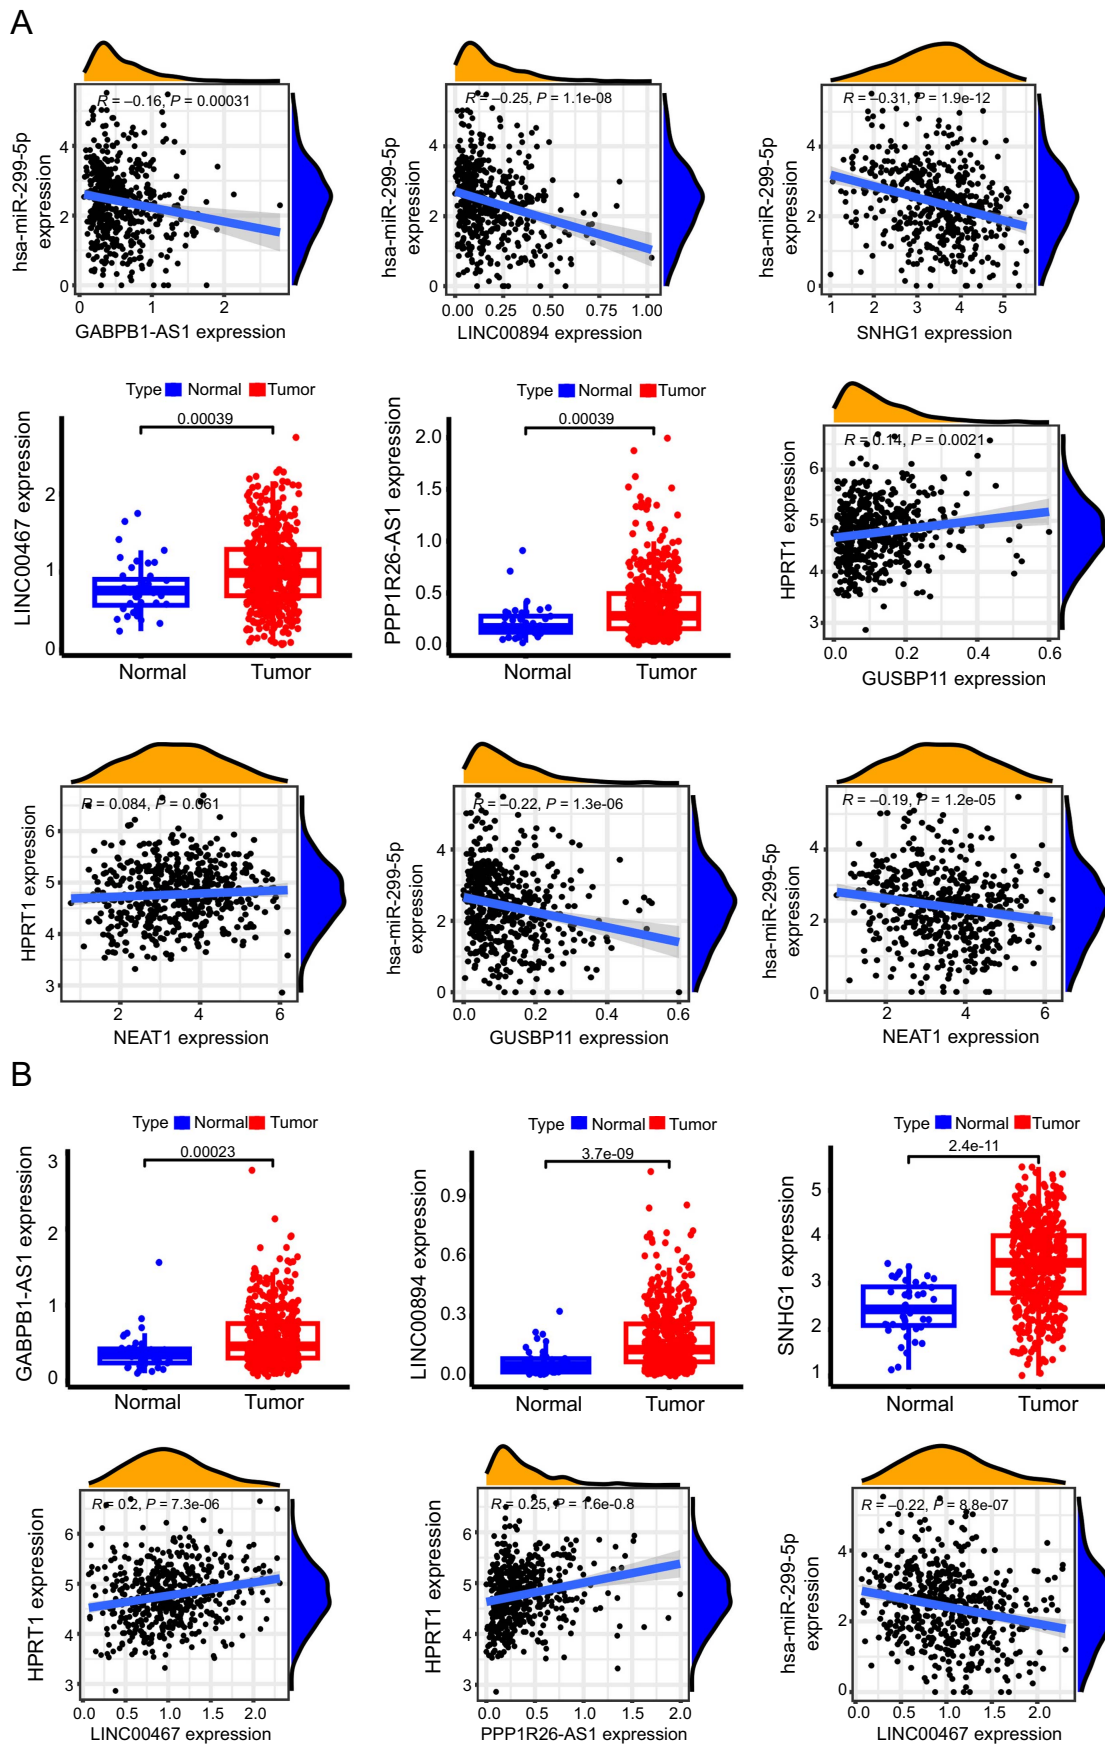 A
R = –0.16, P = 0.00031
hsa-miR-299-5p
expression
4
2
0
0 1 2
GABPB1-AS1 expression
R = –0.25, P = 1.1e-08
hsa-miR-299-5p
expression
4
2
0
0.00 0.25 0.50 0.75 1.00
LINC00894 expression
R = –0.31, P = 1.9e-12
hsa-miR-299-5p
expression
4
2
0
1 2 3 4 5
SNHG1 expression
Type Normal Tumor
0.00039
LINC00467 expression
2
1
0
Normal Tumor
Type Normal Tumor
0.00039
PPP1R26-AS1 expression
2.0
1.5
1.0
0.5
0.0
Normal Tumor
R = 0.14, P = 0.0021
HPRT1 expression
6
5
4
3
0.0 0.2 0.4 0.6
GUSBP11 expression
R = 0.084, P = 0.061
HPRT1 expression
6
5
4
3
2 4 6
NEAT1 expression
R = –0.22, P = 1.3e-06
hsa-miR-299-5p
expression
4
2
0
0.0 0.2 0.4 0.6
GUSBP11 expression
R = –0.19, P = 1.2e-05
hsa-miR-299-5p
expression
4
2
0
2 4 6
NEAT1 expression
B
Type Normal Tumor
0.00023
GABPB1-AS1 expression
3
2
1
0
Normal Tumor
Type Normal Tumor
3.7e-09
LINC00894 expression
0.9
0.6
0.3
0.0
Normal Tumor
Type Normal Tumor
2.4e-11
SNHG1 expression
5
4
3
2
1
Normal Tumor
R = 0.2, P = 7.3e-06
HPRT1 expression
6
5
4
3
0.0 0.5 1.0 1.5 2.0
LINC00467 expression
R = 0.25, P = 1.6e-0.8
HPRT1 expression
6
5
4
3
0.0 0.5 1.0 1.5 2.0
PPP1R26-AS1 expression
R = –0.22, P = 8.8e-07
hsa-miR-299-5p
expression
4
2
0
0.0 0.5 1.0 1.5 2.0
LINC00467 expression